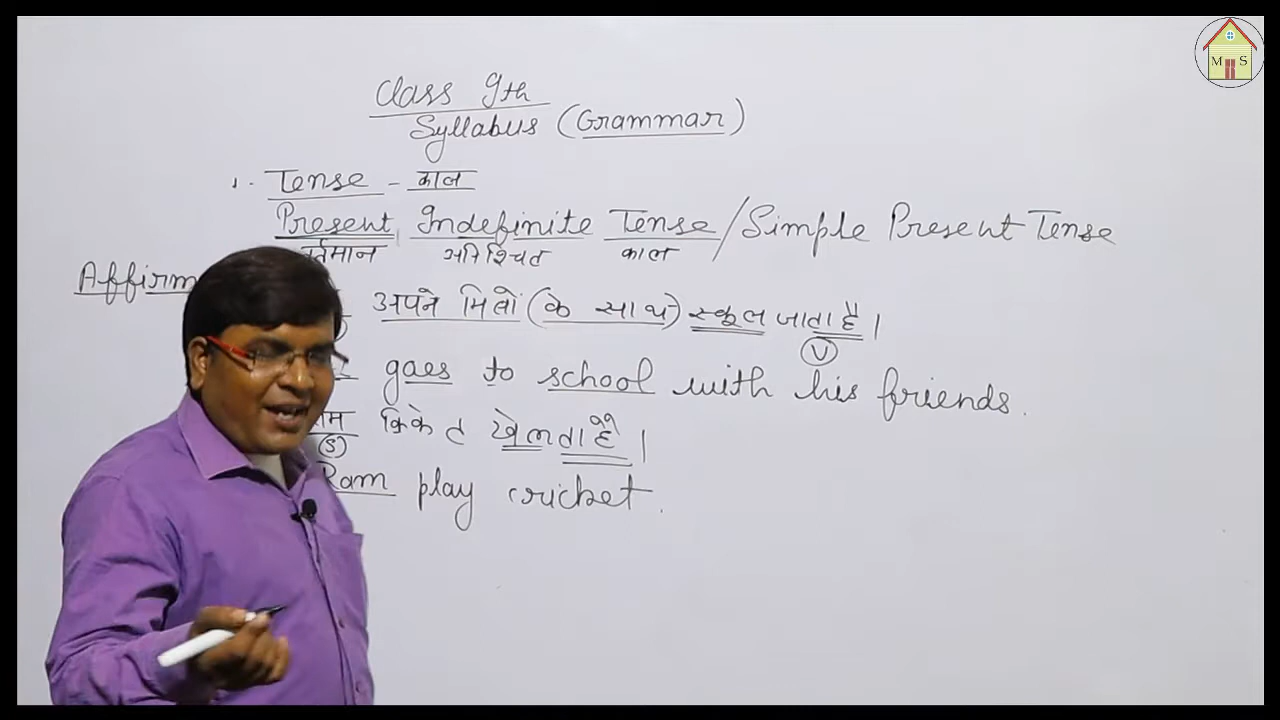 M S
Class 9th
Syllabus (Grammar)
1. Tense - काल
Present Indefinite Tense / Simple Present Tense
वर्तमान अनिश्चित काल
Affirm
अपने मित्रों (के साथ) स्कूल जाता है।
V
goes to school with his friends.
क्रिकेट खेलता है।
S
Ram play cricket.